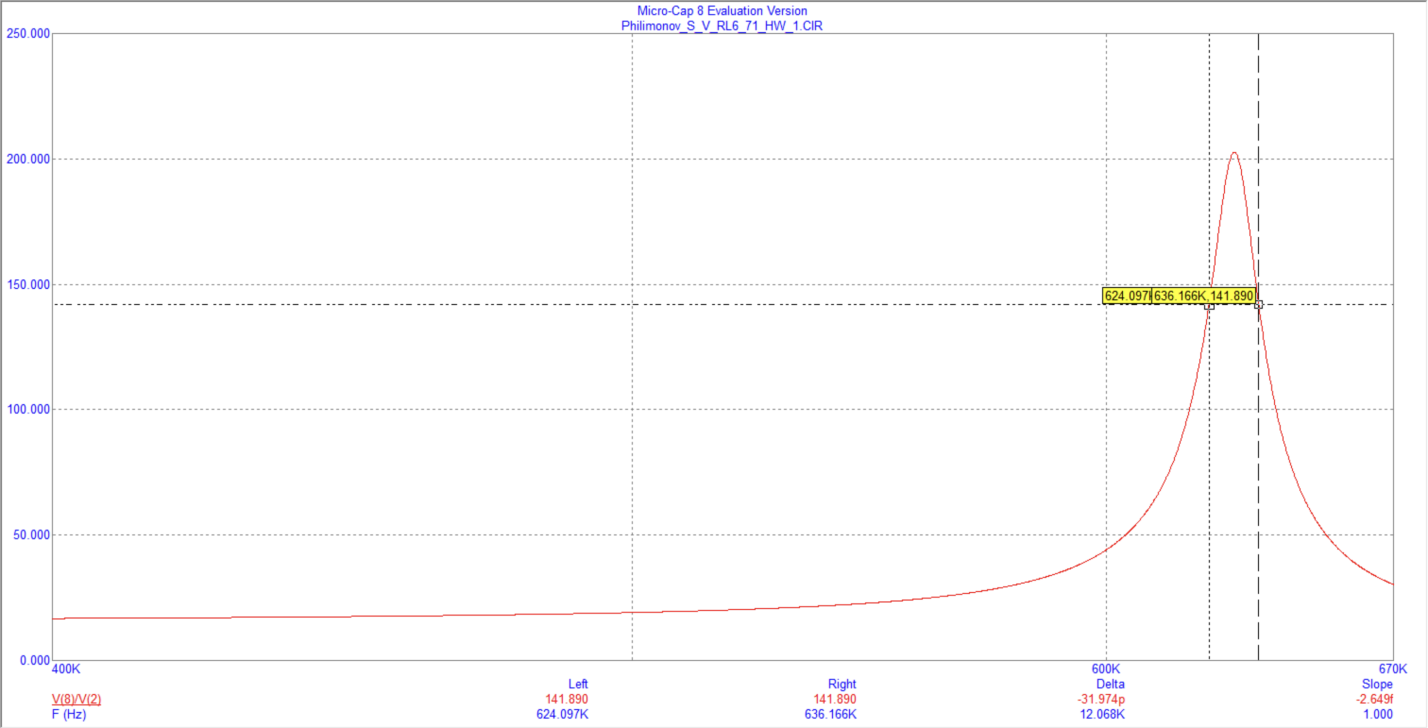 Micro-Cap 8 Evaluation Version
Philimonov_S_V_RL6_71_HW_1.CIR
250.000
200.000
150.000
624.097K 636.166K,141.890
100.000
50.000
0.000
400K 600K 670K
Left Right Delta Slope
V(8)/V(2) 141.890 141.890 -31.974p -2.649f
F (Hz) 624.097K 636.166K 12.068K 1.000